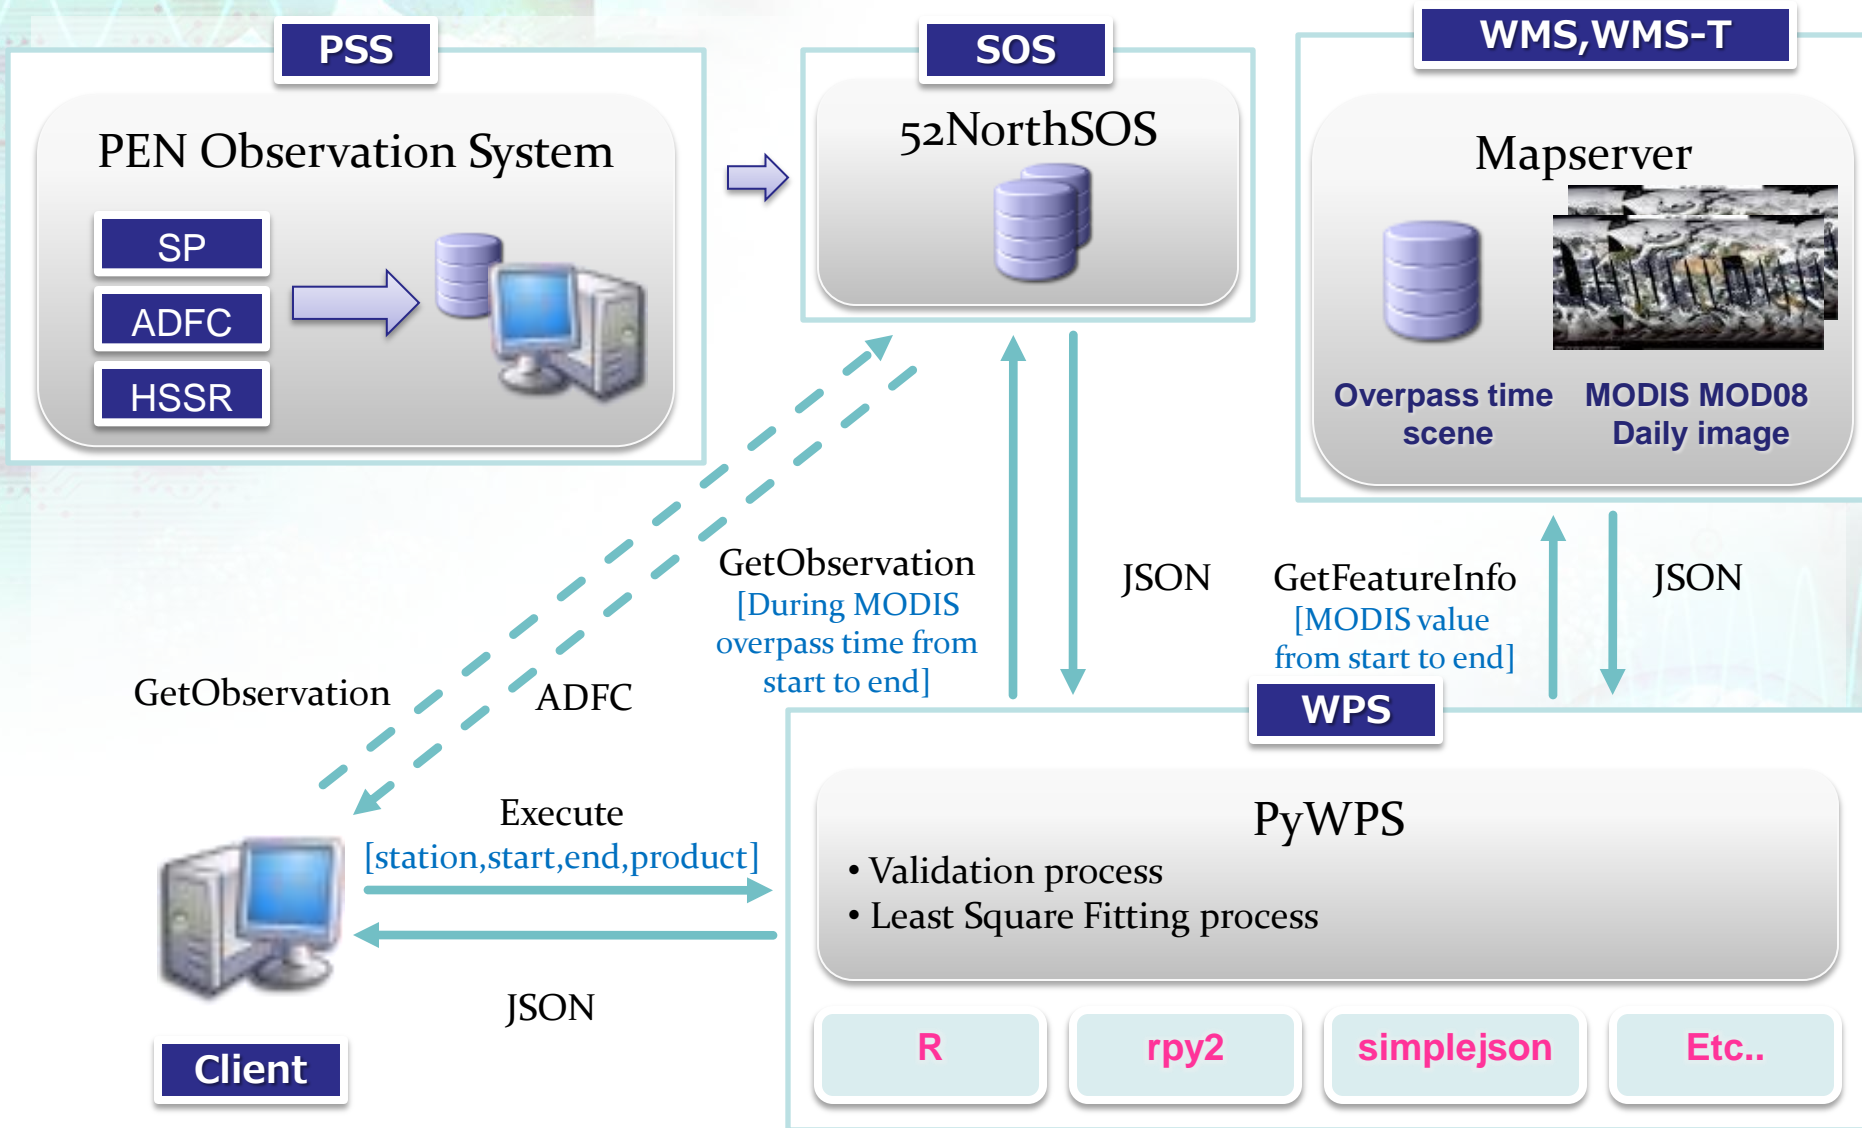 PSS
PEN Observation System
SP
ADFC
HSSR
SOS
52NorthSOS
WMS,WMS-T
Mapserver
Overpass time
scene
MODIS MOD08
Daily image
GetObservation
[During MODIS
overpass time from
start to end]
JSON
GetFeatureInfo
[MODIS value
from start to end]
JSON
GetObservation
ADFC
Execute
[station,start,end,product]
JSON
Client
WPS
PyWPS
• Validation process
• Least Square Fitting process
R
rpy2
simplejson
Etc..